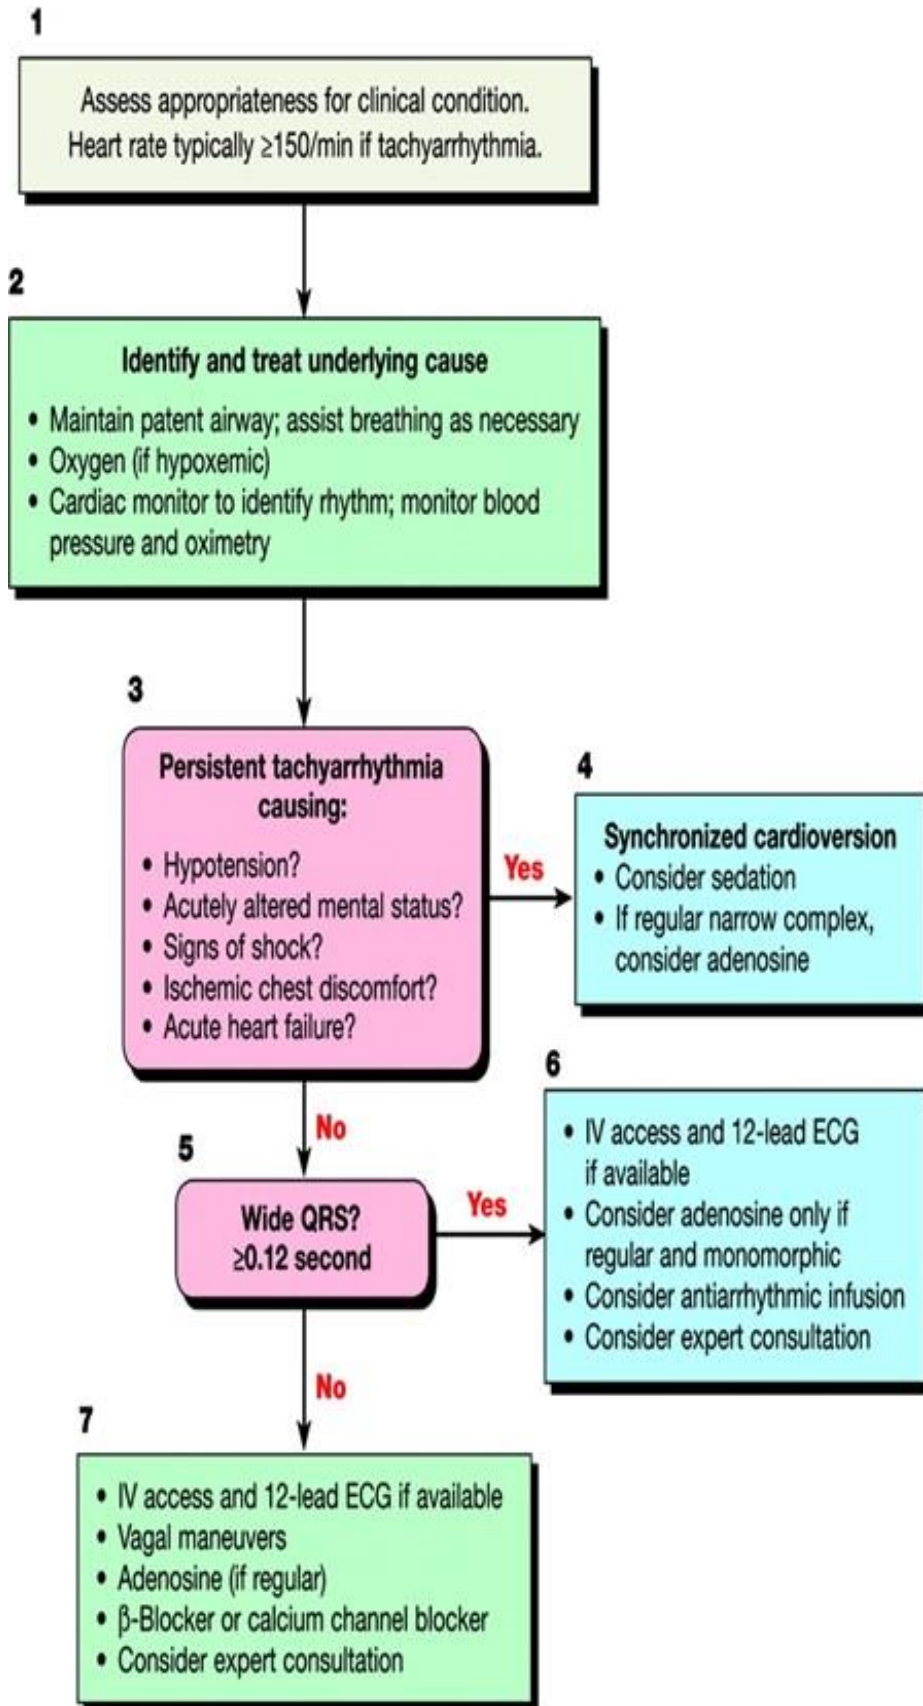 1
Assess appropriateness for clinical condition.
Heart rate typically ≥150/min if tachyarrhythmia.
2
Identify and treat underlying cause
• Maintain patent airway; assist breathing as necessary
• Oxygen (if hypoxemic)
• Cardiac monitor to identify rhythm; monitor blood
pressure and oximetry
3
Persistent tachyarrhythmia
causing:
• Hypotension?
• Acutely altered mental status?
• Signs of shock?
• Ischemic chest discomfort?
• Acute heart failure?
Yes
4
Synchronized cardioversion
• Consider sedation
• If regular narrow complex,
consider adenosine
No
5
Wide QRS?
≥0.12 second
Yes
6
• IV access and 12-lead ECG
if available
• Consider adenosine only if
regular and monomorphic
• Consider antiarrhythmic infusion
• Consider expert consultation
No
7
• IV access and 12-lead ECG if available
• Vagal maneuvers
• Adenosine (if regular)
• β-Blocker or calcium channel blocker
• Consider expert consultation